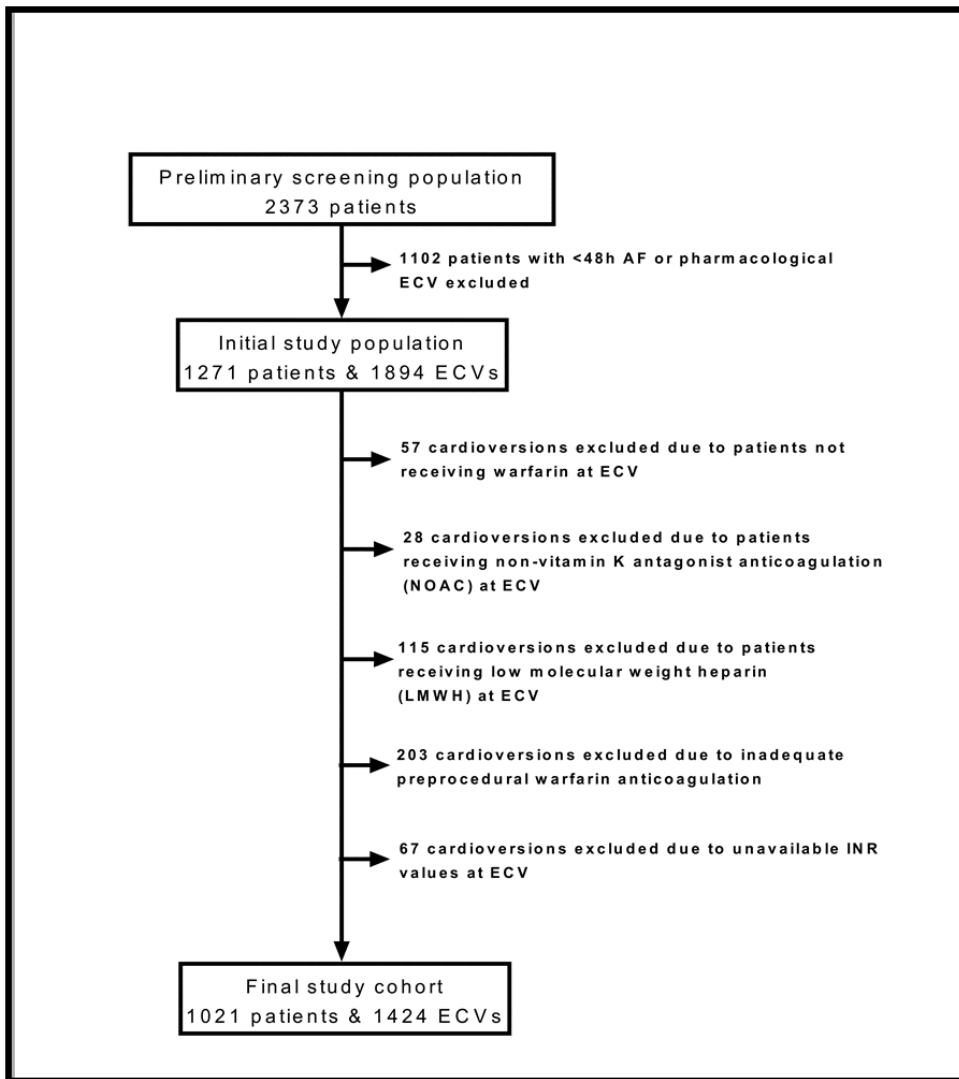 Preliminary screening population
2373 patients
1102 patients with <48h AF or pharmacological
ECV excluded
Initial study population
1271 patients & 1894 ECVs
57 cardioversions excluded due to patients not
receiving warfarin at ECV
28 cardioversions excluded due to patients
receiving non-vitamin K antagonist anticoagulation
(NOAC) at ECV
115 cardioversions excluded due to patients
receiving low molecular weight heparin
(LMWH) at ECV
203 cardioversions excluded due to inadequate
preprocedural warfarin anticoagulation
67 cardioversions excluded due to unavailable INR
values at ECV
Final study cohort
1021 patients & 1424 ECVs